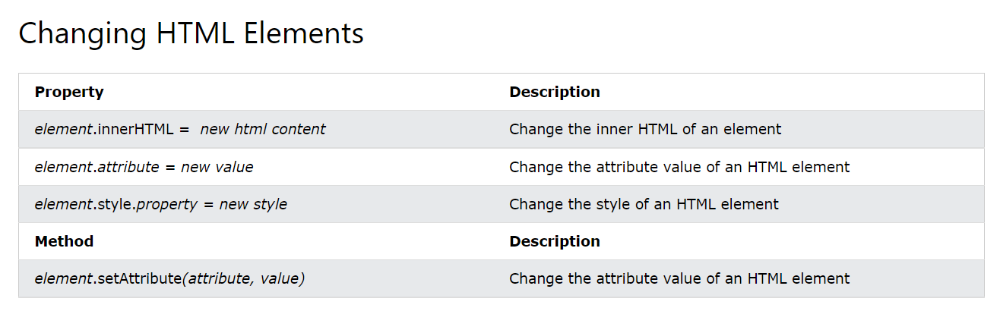 Changing HTML Elements
Property Description
element.innerHTML =  new html content Change the inner HTML of an element
element.attribute = new value Change the attribute value of an HTML element
element.style.property = new style Change the style of an HTML element
Method Description
element.setAttribute(attribute, value) Change the attribute value of an HTML element